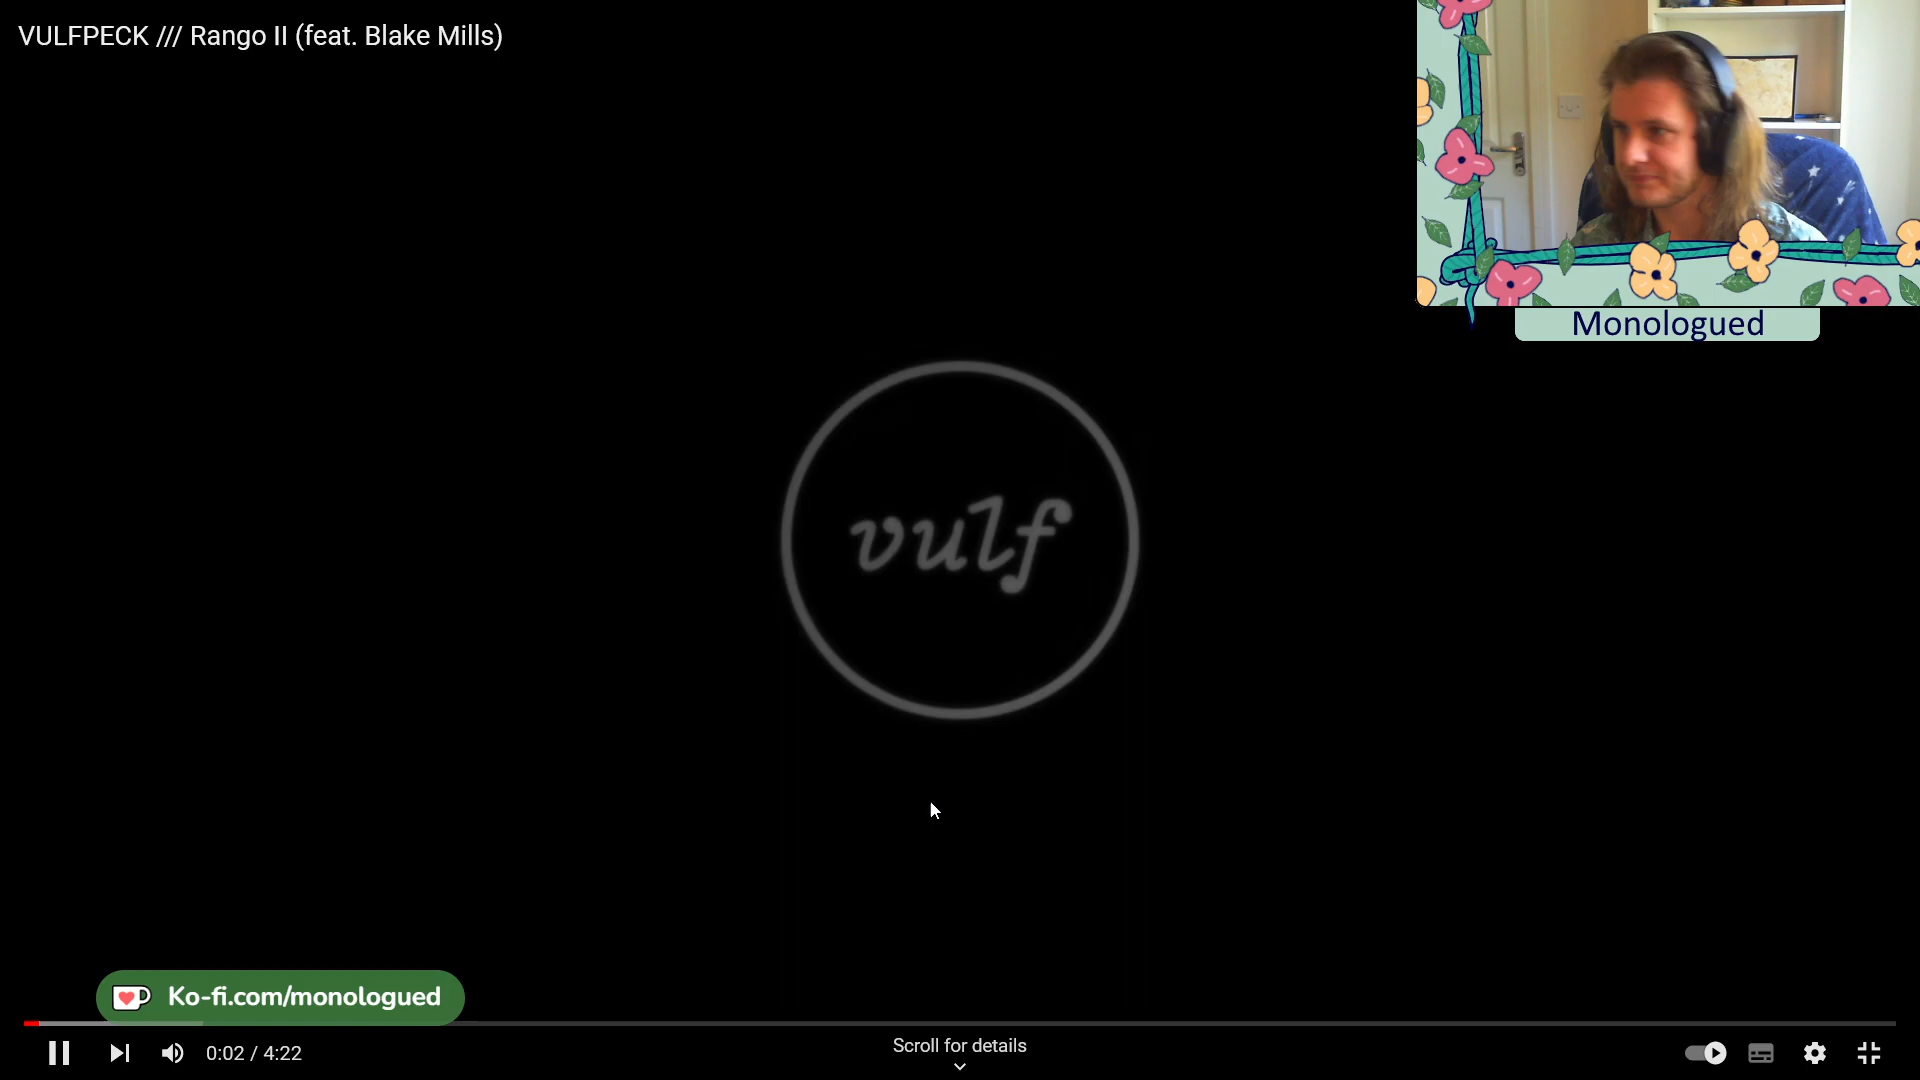 VULFPECK /// Rango II (feat. Blake Mills)
Monologued
vulf
Ko-fi.com/monologued
0:02 / 4:22
Scroll for details